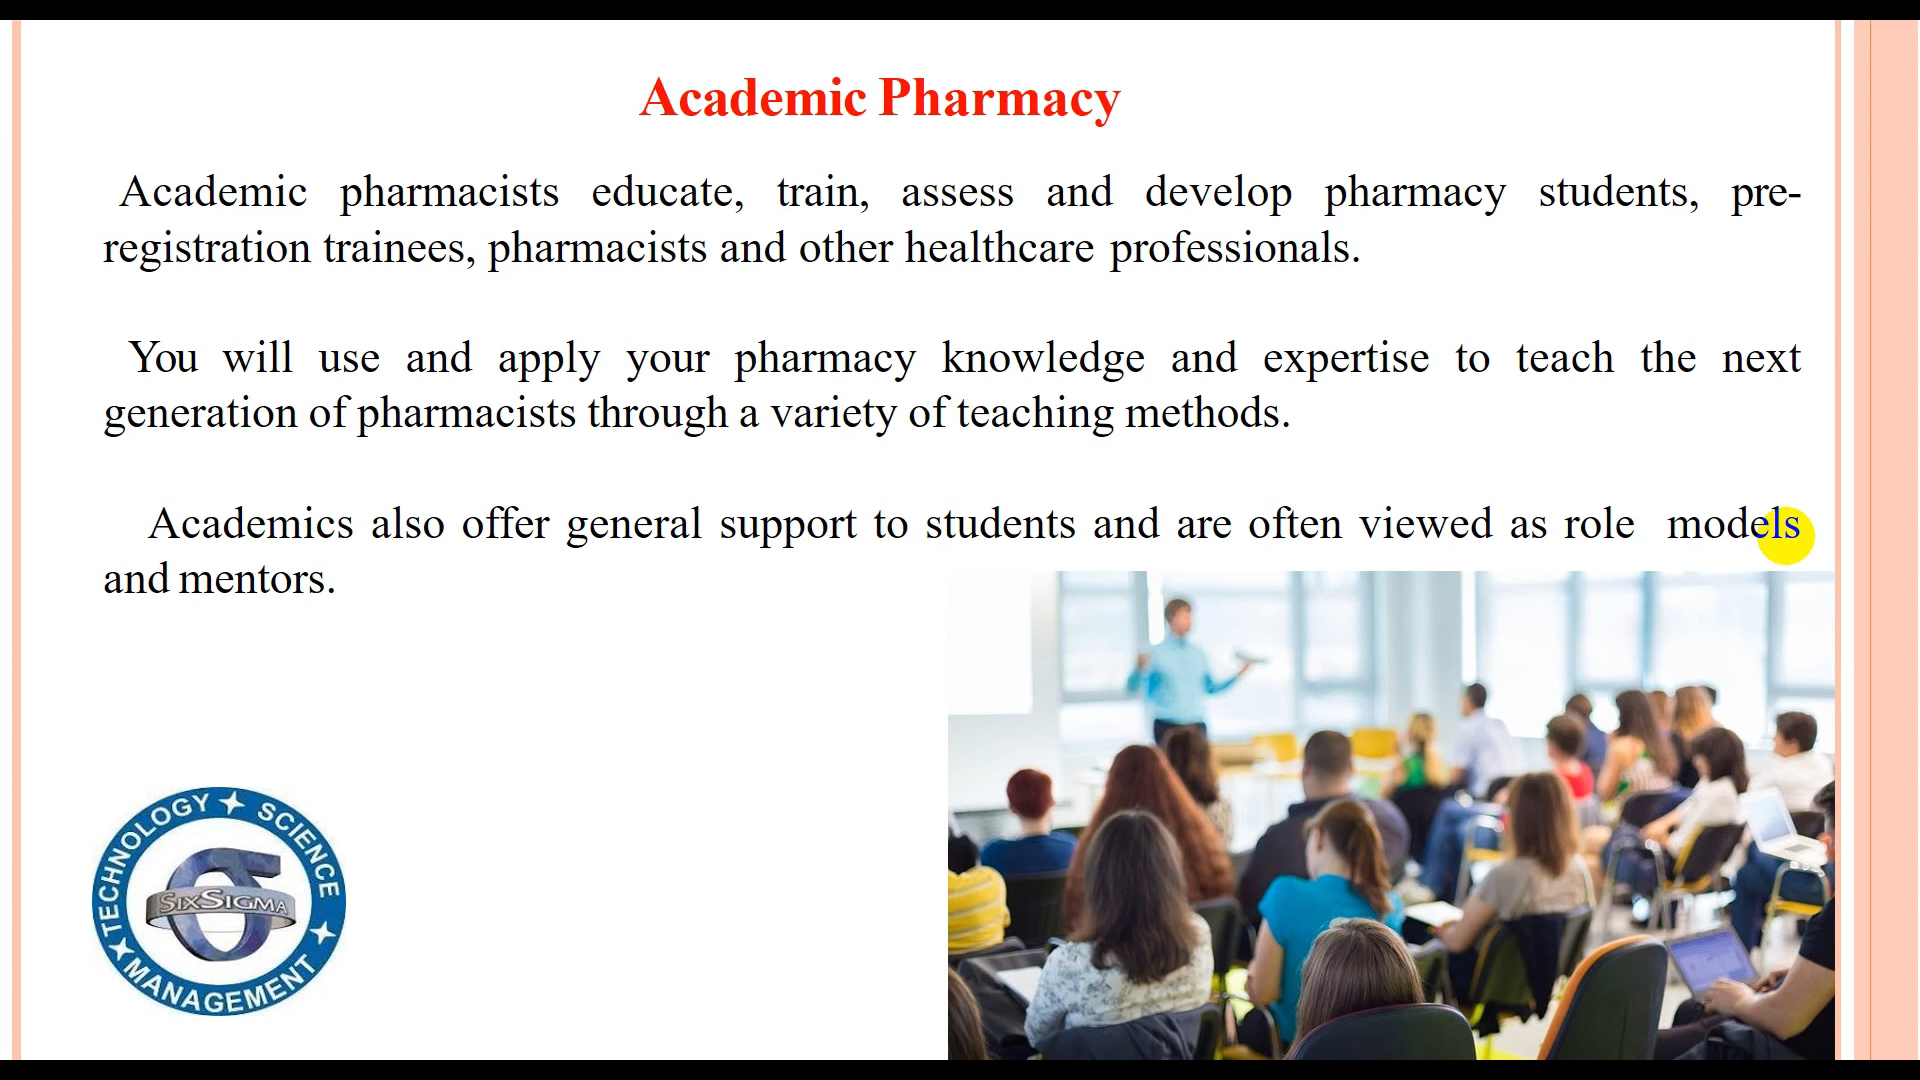 Academic Pharmacy
Academic pharmacists educate, train, assess and develop pharmacy students, pre-
registration trainees, pharmacists and other healthcare professionals.
You will use and apply your pharmacy knowledge and expertise to teach the next
generation of pharmacists through a variety of teaching methods.
Academics also offer general support to students and are often viewed as role models
and mentors.
TECHNOLOGY SCIENCE
SIXSIGMA
MANAGEMENT